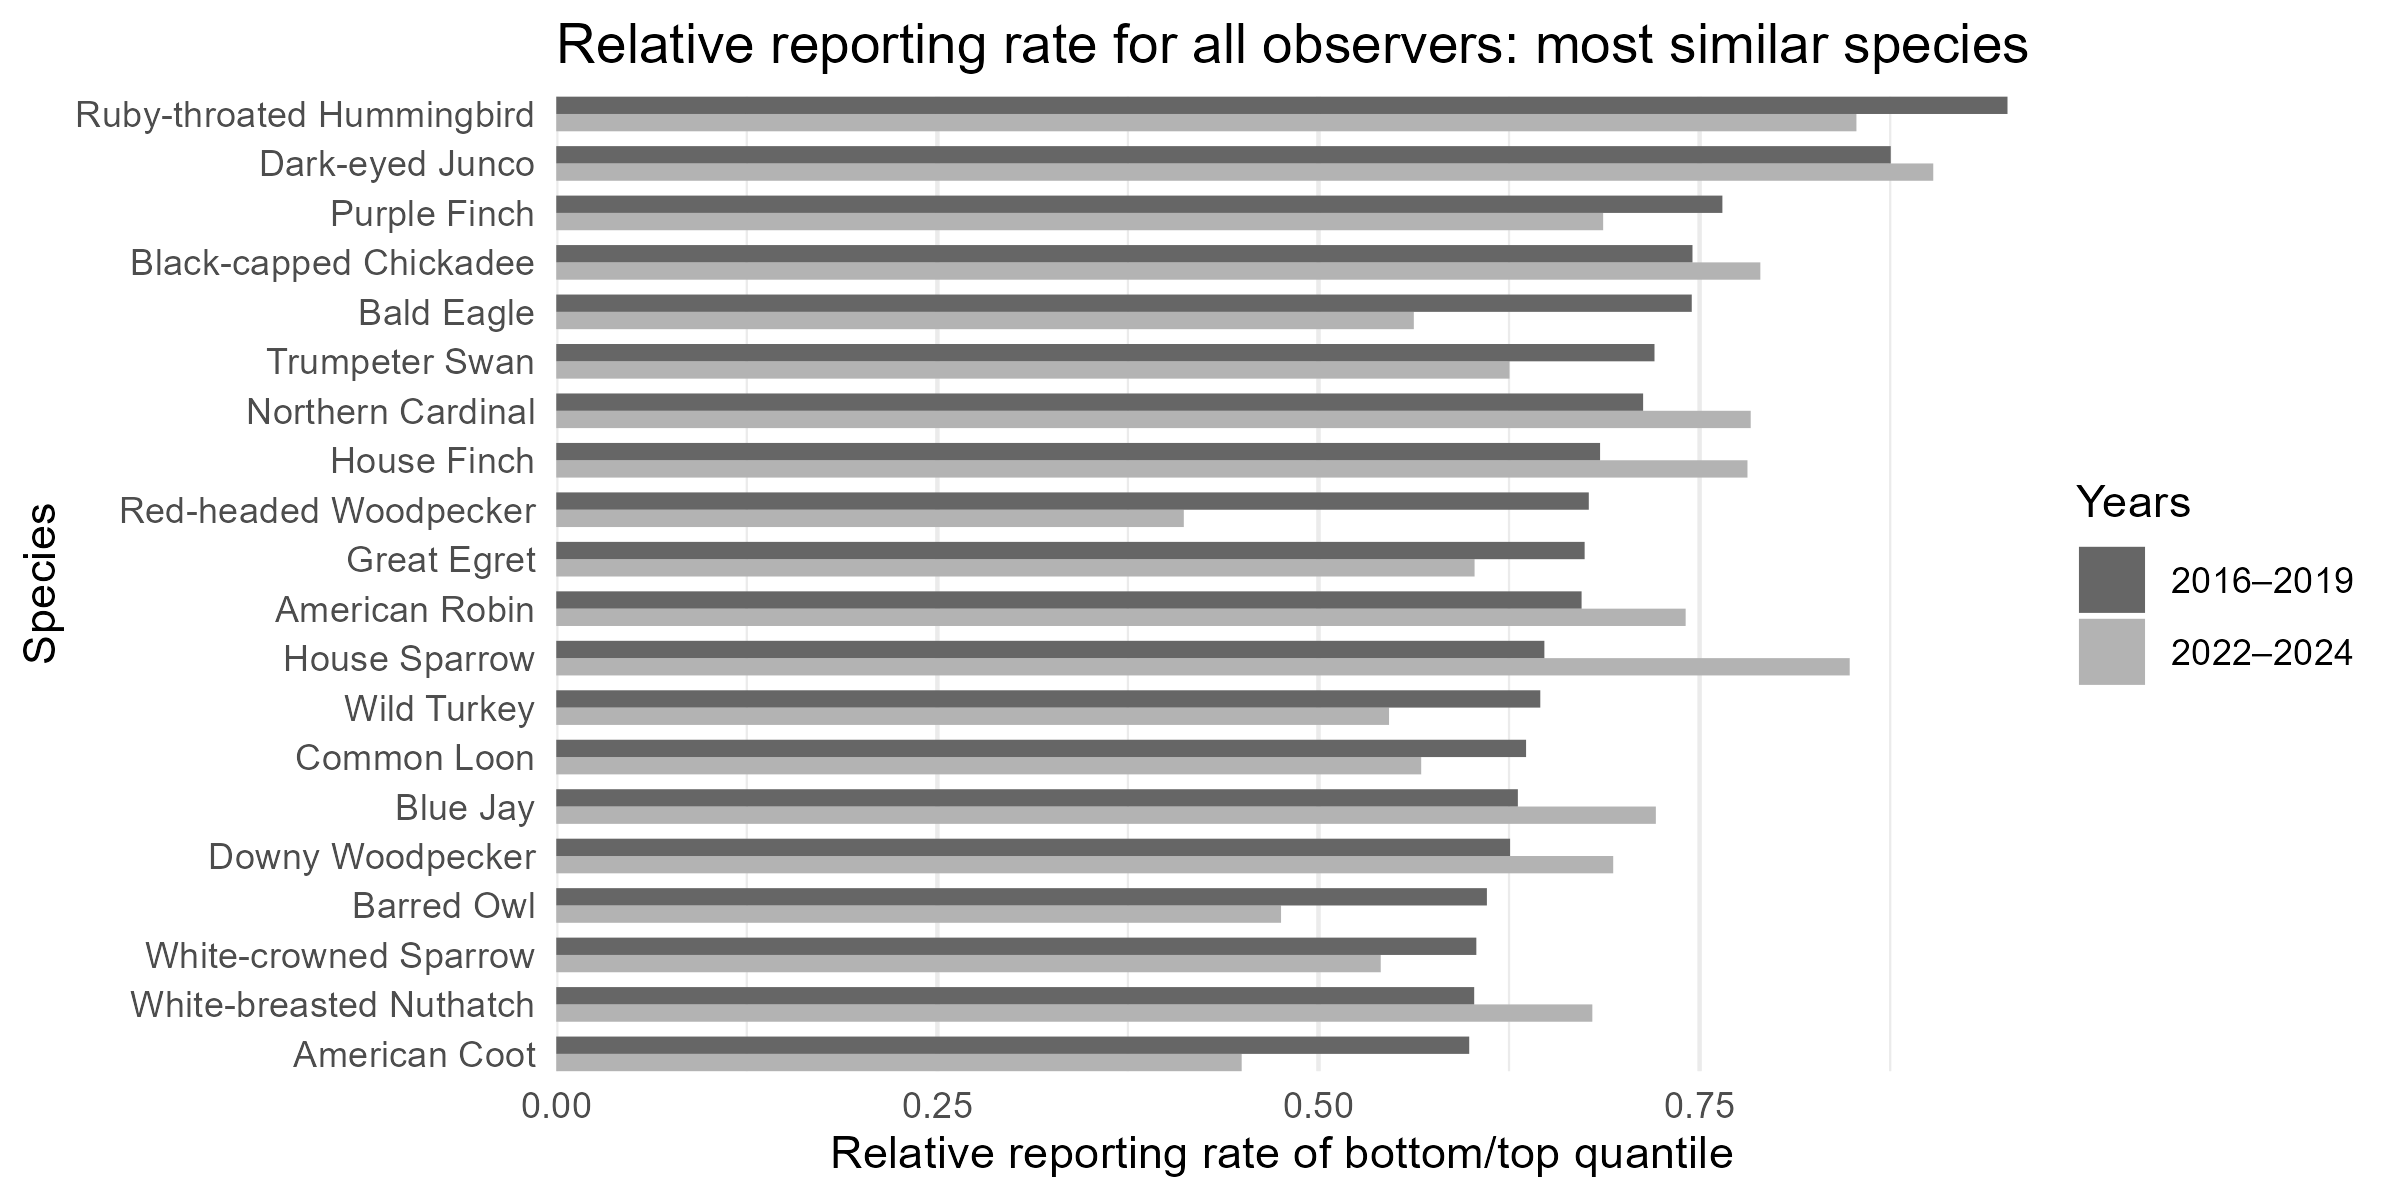 Relative reporting rate for all observers: most similar species
Species
Ruby-throated Hummingbird
Dark-eyed Junco
Purple Finch
Black-capped Chickadee
Bald Eagle
Trumpeter Swan
Northern Cardinal
House Finch
Red-headed Woodpecker
Great Egret
American Robin
House Sparrow
Wild Turkey
Common Loon
Blue Jay
Downy Woodpecker
Barred Owl
White-crowned Sparrow
White-breasted Nuthatch
American Coot
0.00 0.25 0.50 0.75
Relative reporting rate of bottom/top quantile
Years
2016–2019
2022–2024